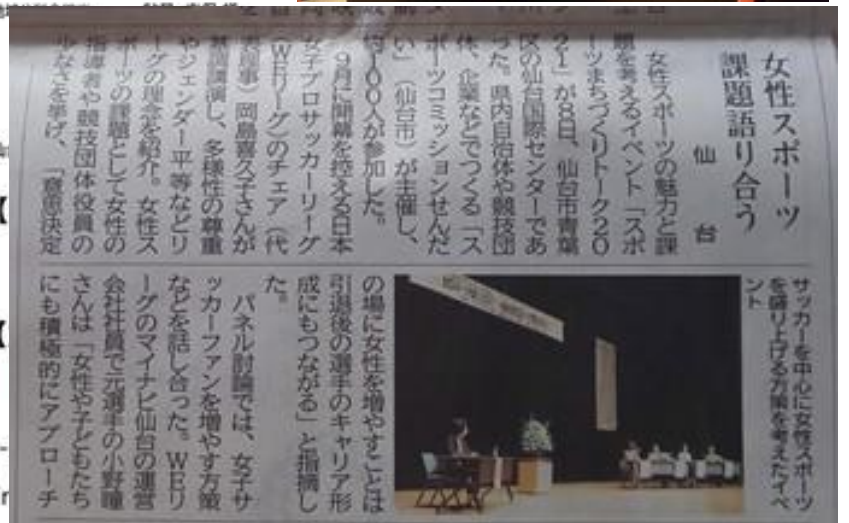 女性スポーツ
課題語り合う
仙台
女性スポーツの魅力と課
題を考えるイベント「スポ
ーツまちづくりトーク20
21」が8日、仙台市青葉
区の仙台国際センターであ
った。県内自治体や競技団
体、企業などでつくる「ス
ポーツコミッションせんだ
い」(仙台市)が主催し、
約100人が参加した。
9月に開幕を控える日本
女子プロサッカーリーグ
(WEリーグ)のチェア(代
表理事)岡島喜久子さんが
基調講演し、多様性の尊重
やジェンダー平等などリ
ーグの理念を紹介。女性ス
ポーツの課題として女性の
指導者や競技団体役員の
少なさを挙げ、「意思決定
の場に女性を増やすことは
引退後の選手のキャリア形
成にもつながる」と指摘し
た。
パネル討論では、女子サ
ッカーファンを増やす方策
などを話し合った。WEリ
ーグのマイナビ仙台の運営
会社社員で元選手の小野瞳
さんは「女性や子どもたち
にも積極的にアプローチ
サッカーを中心に女性スポーツ
を盛り上げる方策を考えたイベ
ント